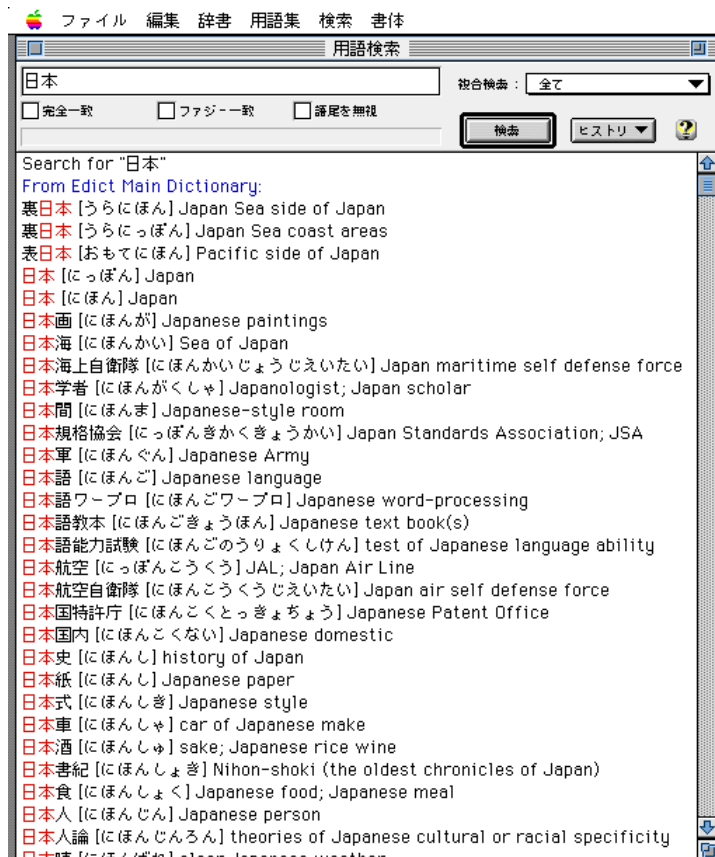 ファイル 編集 辞書 用語集 検索 書体
用語検索
日本
複合検索： 全て
完全一致 ファジー一致 語尾を無視
検索 ヒストリ
Search for "日本"
From Edict Main Dictionary:
裏日本 [うらにほん] Japan Sea side of Japan
裏日本 [うらにっぽん] Japan Sea coast areas
表日本 [おもてにほん] Pacific side of Japan
日本 [にっぽん] Japan
日本 [にほん] Japan
日本画 [にほんが] Japanese paintings
日本海 [にほんかい] Sea of Japan
日本海上自衛隊 [にほんかいじょうじえいたい] Japan maritime self defense force
日本学者 [にほんがくしゃ] Japanologist; Japan scholar
日本間 [にほんま] Japanese-style room
日本規格協会 [にっぽんきかくきょうかい] Japan Standards Association; JSA
日本軍 [にほんぐん] Japanese Army
日本語 [にほんご] Japanese language
日本語ワープロ [にほんごワープロ] Japanese word-processing
日本語教本 [にほんごきょうほん] Japanese text book(s)
日本語能力試験 [にほんごのうりょくしけん] test of Japanese language ability
日本航空 [にっぽんこうくう] JAL; Japan Air Line
日本航空自衛隊 [にほんこうくうじえいたい] Japan air self defense force
日本国特許庁 [にほんこくとっきょちょう] Japanese Patent Office
日本国内 [にほんこくない] Japanese domestic
日本史 [にほんし] history of Japan
日本紙 [にほんし] Japanese paper
日本式 [にほんしき] Japanese style
日本車 [にほんしゃ] car of Japanese make
日本酒 [にほんしゅ] sake; Japanese rice wine
日本書紀 [にほんしょき] Nihon-shoki (the oldest chronicles of Japan)
日本食 [にほんしょく] Japanese food; Japanese meal
日本人 [にほんじん] Japanese person
日本人論 [にほんじんろん] theories of Japanese cultural or racial specificity